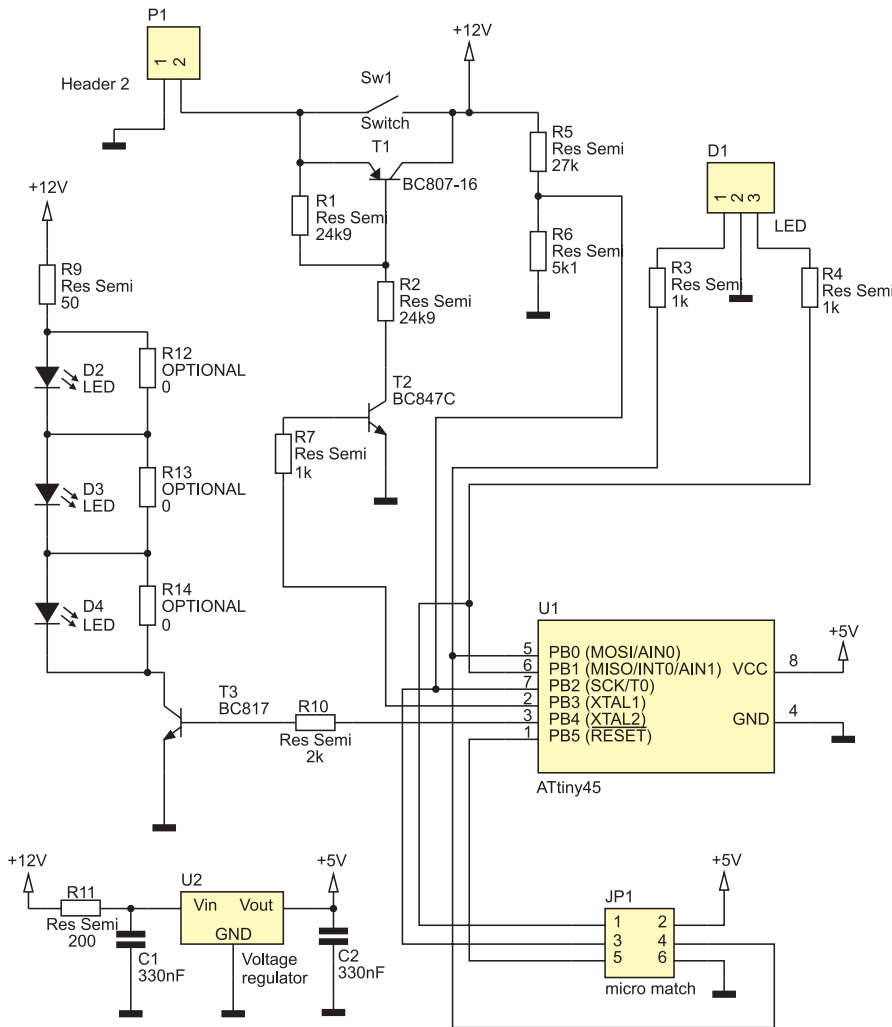 P1
1
2
Header 2
+12V
Sw1
Switch
T1
BC807-16
R5
Res Semi
27k
D1
1
2
3
LED
+12V
R1
Res Semi
24k9
R6
Res Semi
5k1
R3
Res Semi
1k
R4
Res Semi
1k
R9
Res Semi
50
R2
Res Semi
24k9
R12
OPTIONAL
0
D2
LED
T2
BC847C
R7
Res Semi
1k
D3
LED
R13
OPTIONAL
0
D4
LED
R14
OPTIONAL
0
U1
5 PB0 (MOSI/AIN0)
6 PB1 (MISO/INT0/AIN1)
7 PB2 (SCK/T0)
2 PB3 (XTAL1)
3 PB4 (XTAL2)
1 PB5 (RESET)
VCC 8
GND 4
+5V
ATtiny45
T3
BC817
R10
Res Semi
2k
+12V
R11
Res Semi
200
C1
330nF
U2
Vin Vout
GND
Voltage
regulator
+5V
C2
330nF
JP1
+5V
1 2
3 4
5 6
micro match